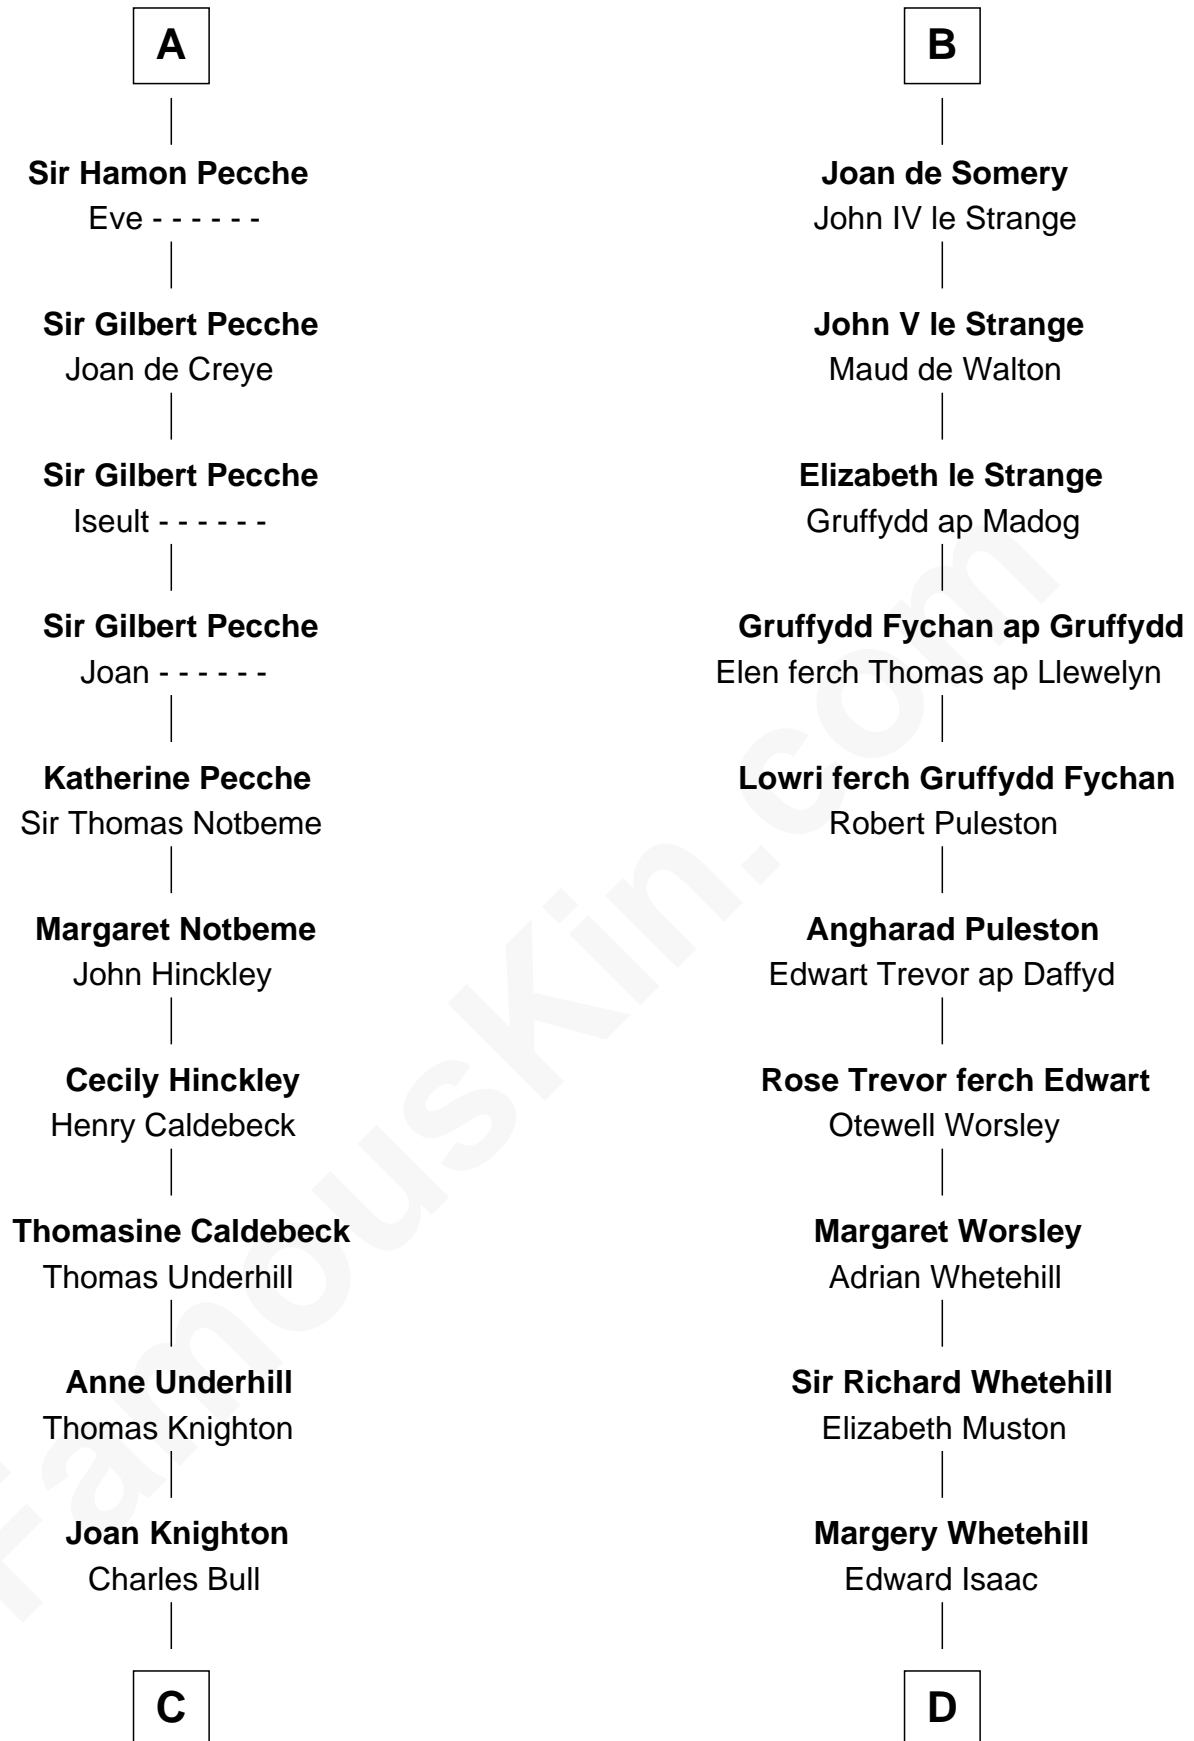 A
Sir Hamon Pecche
Eve - - - - - -
Sir Gilbert Pecche
Joan de Creye
Sir Gilbert Pecche
Iseult - - - - - -
Sir Gilbert Pecche
Joan - - - - - -
Katherine Pecche
Sir Thomas Notbeme
Margaret Notbeme
John Hinckley
Cecily Hinckley
Henry Caldebeck
Thomasine Caldebeck
Thomas Underhill
Anne Underhill
Thomas Knighton
Joan Knighton
Charles Bull
C
B
Joan de Somery
John IV le Strange
John V le Strange
Maud de Walton
Elizabeth le Strange
Gruffydd ap Madog
Gruffydd Fychan ap Gruffydd
Elen ferch Thomas ap Llewelyn
Lowri ferch Gruffydd Fychan
Robert Puleston
Angharad Puleston
Edwart Trevor ap Daffyd
Rose Trevor ferch Edwart
Otewell Worsley
Margaret Worsley
Adrian Whetehill
Sir Richard Whetehill
Elizabeth Muston
Margery Whetehill
Edward Isaac
D
FamousKin.com